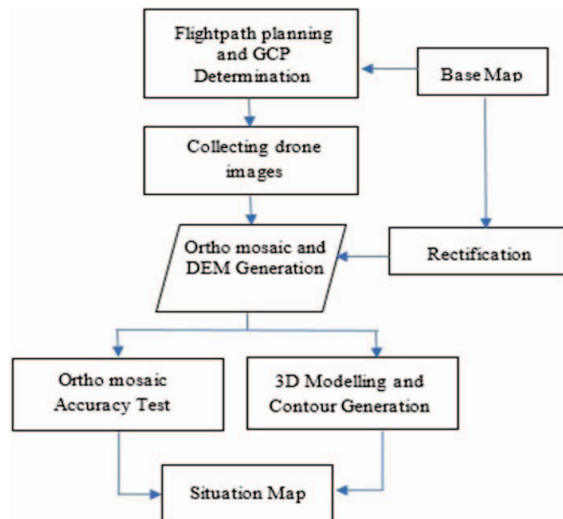 Flightpath planning
and GCP
Determination
Base Map
Collecting drone
images
Ortho mosaic and
DEM Generation
Rectification
Ortho mosaic
Accuracy Test
3D Modelling and
Contour Generation
Situation Map